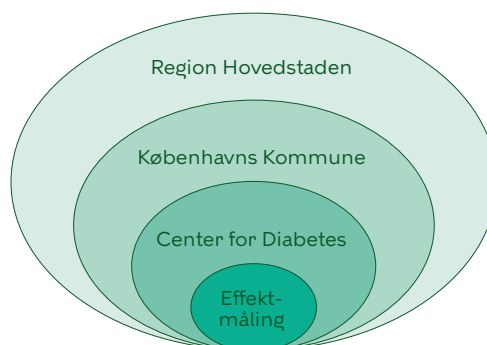 Region Hovedstaden
Københavns Kommune
Center for Diabetes
Effekt-
måling